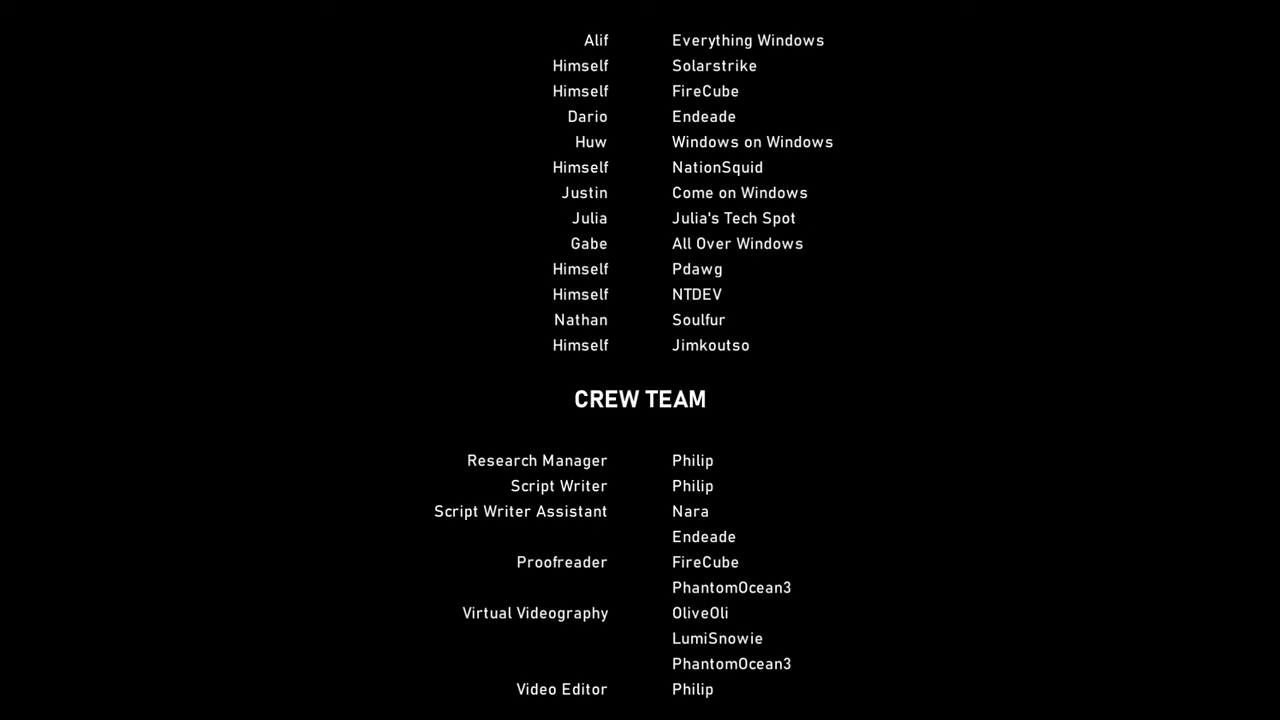 Alif Everything Windows
Himself Solarstrike
Himself FireCube
Dario Endeade
Huw Windows on Windows
Himself NationSquid
Justin Come on Windows
Julia Julia's Tech Spot
Gabe All Over Windows
Himself Pdawg
Himself NTDEV
Nathan Soulfur
Himself Jimkoutso
CREW TEAM
Research Manager Philip
Script Writer Philip
Script Writer Assistant Nara
Endeade
Proofreader FireCube
PhantomOcean3
Virtual Videography OliveOli
LumiSnowie
PhantomOcean3
Video Editor Philip